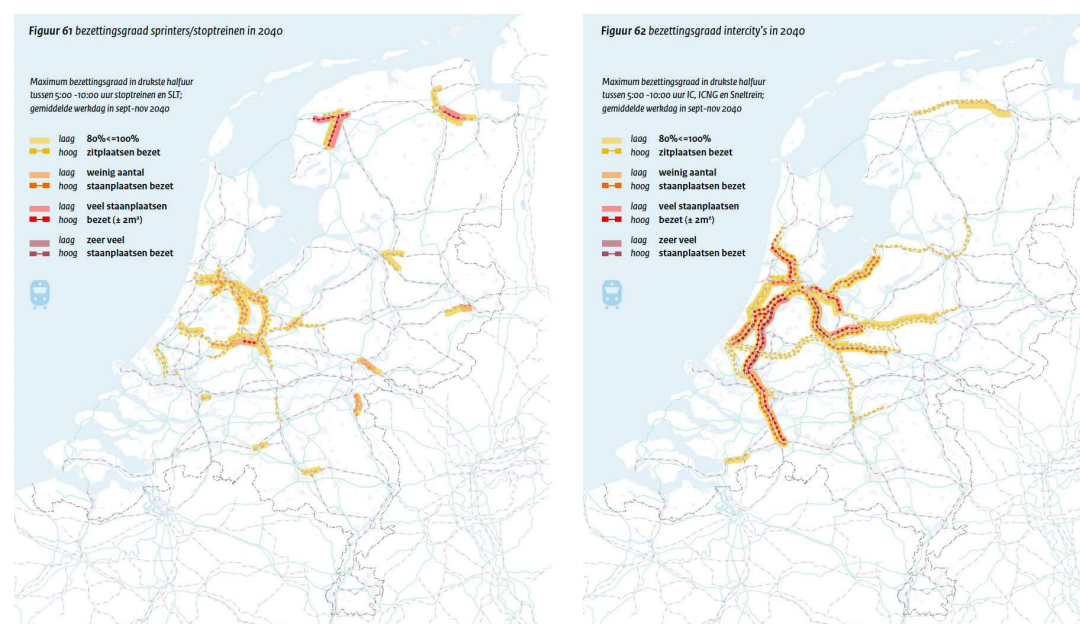 Figuur 61 bezettingsgraad sprinters/stoptreinen in 2040
Maximum bezettingsgraad in drukste halfuur
tussen 5:00 -10:00 uur stoptreinen en SLT;
gemiddelde werkdag in sept-nov 2040
laag 80%<=100%
hoog zitplaatsen bezet
laag weinig aantal
hoog staanplaatsen bezet
laag veel staanplaatsen
hoog bezet (± 2m²)
laag zeer veel
hoog staanplaatsen bezet
Figuur 62 bezettingsgraad intercity's in 2040
Maximum bezettingsgraad in drukste halfuur
tussen 5:00 -10:00 uur IC, ICNG en Sneltrein;
gemiddelde werkdag in sept-nov 2040
laag 80%<=100%
hoog zitplaatsen bezet
laag weinig aantal
hoog staanplaatsen bezet
laag veel staanplaatsen
hoog bezet (± 2m²)
laag zeer veel
hoog staanplaatsen bezet